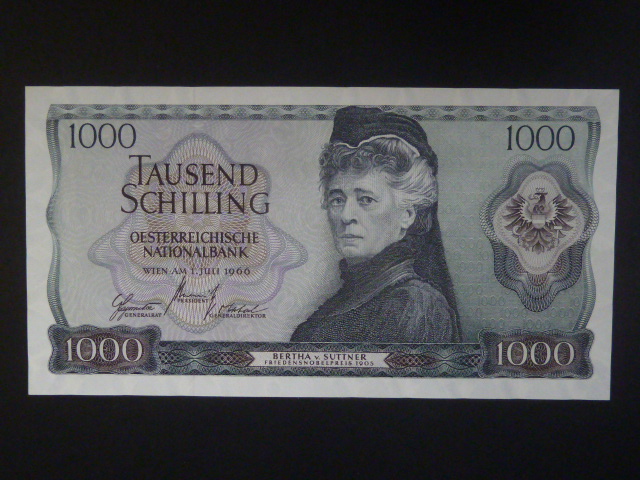 1000
1000
TAUSEND
SCHILLING
OESTERREICHISCHE
NATIONALBANK
WIEN AM 1. JULI 1966
PRÄSIDENT
GENERALRAT
GENERALDIREKTOR
1000
BERTHA v. SUTTNER
FRIEDENSNOBELPREIS 1905
1000